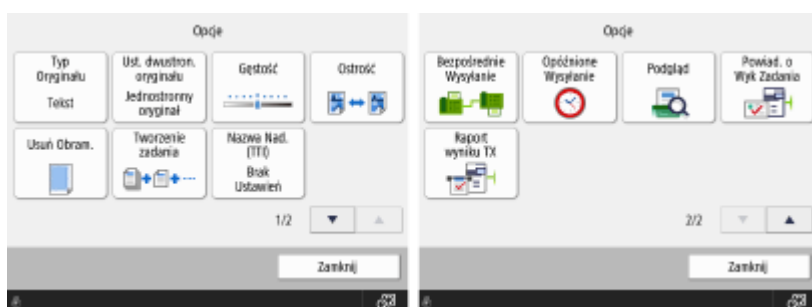 Opcje
Typ
Oryginału
Tekst
Ust. dwustron.
oryginału
Jednostronny
oryginał
Gęstość
Ostrość
Usuń Obram.
Tworzenie
zadania
Nazwa Nad.
(TTI)
Brak
Ustawień
1/2
Zamknij
Opcje
Bezpośrednie
Wysyłanie
Opóźnione
Wysyłanie
Podgląd
Powiad. o
Wyk Zadania
Raport
wyniku TX
2/2
Zamknij